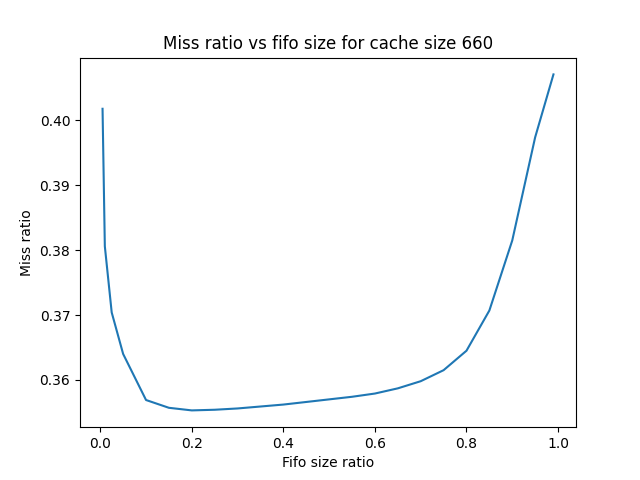 Miss ratio vs fifo size for cache size 660
Miss ratio
0.40
0.39
0.38
0.37
0.36
0.0 0.2 0.4 0.6 0.8 1.0
Fifo size ratio